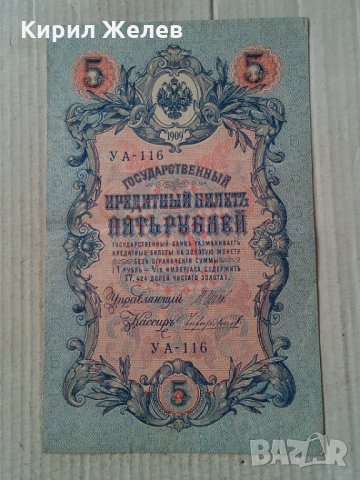 Кирил Желев
5 5
1909
УА-116
ГОСУДАРСТВЕННЫЙ
КРЕДИТНЫЙ БИЛЕТЪ
ПЯТЬ РУБЛЕЙ
ГОСУДАРСТВЕННЫЙ БАНКЪ РАЗМѢНИВАЕТЪ
КРЕДИТНЫЕ БИЛЕТЫ НА ЗОЛОТУЮ МОНЕТУ
БЕЗЪ ОГРАНИЧЕНІЯ СУММЫ
(1 РУБЛЬ = 1/15 ИМПЕРІАЛА, СОДЕРЖИТЪ
17,424 ДОЛЕЙ ЧИСТАГО ЗОЛОТА).
Управляющій
Кассиръ
УА-116
5
BAZAR